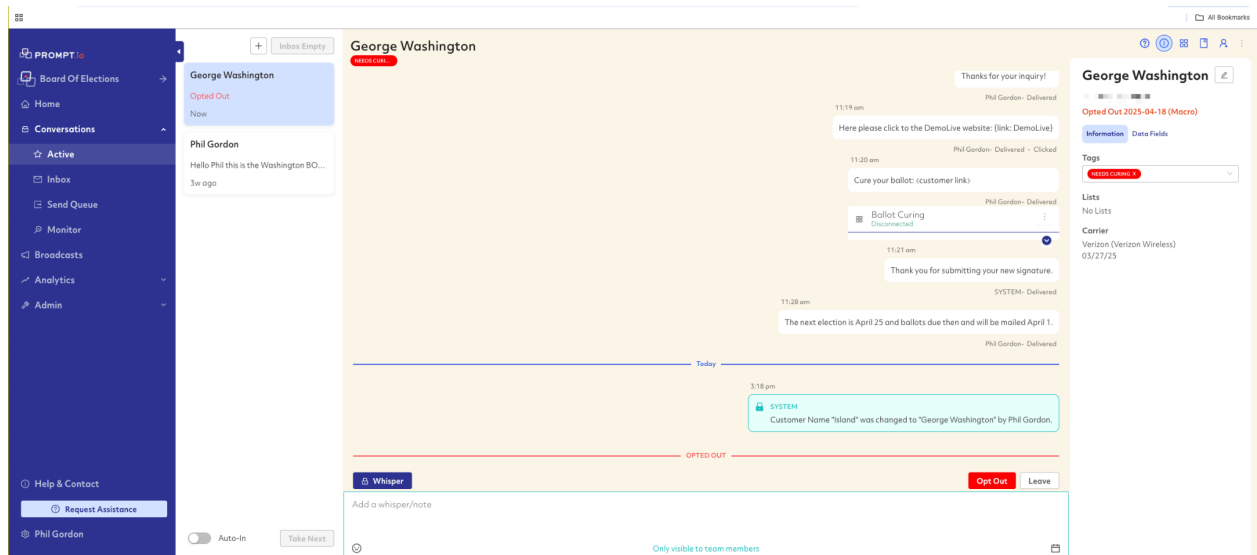 All Bookmarks
PROMPT.io
Board Of Elections
Home
Conversations
Active
Inbox
Send Queue
Monitor
Broadcasts
Analytics
Admin
Help & Contact
Request Assistance
Phil Gordon
Inbox Empty
George Washington
Opted Out
Now
Phil Gordon
Hello Phil this is the Washington BO...
3w ago
Auto-In
Take Next
George Washington
NEEDS CURI...
Thanks for your inquiry!
Phil Gordon- Delivered
11:19 am
Here please click to the DemoLive website: {link: DemoLive}
Phil Gordon- Delivered - Clicked
11:20 am
Cure your ballot: <customer link>
Phil Gordon- Delivered
Ballot Curing
Disconnected
11:21 am
Thank you for submitting your new signature.
SYSTEM- Delivered
11:28 am
The next election is April 25 and ballots due then and will be mailed April 1.
Phil Gordon- Delivered
Today
3:18 pm
SYSTEM
Customer Name "Island" was changed to "George Washington" by Phil Gordon.
OPTED OUT
Whisper
Opt Out
Leave
Add a whisper/note
Only visible to team members
George Washington
Opted Out 2025-04-18 (Macro)
Information
Data Fields
Tags
NEEDS CURING X
Lists
No Lists
Carrier
Verizon (Verizon Wireless)
03/27/25